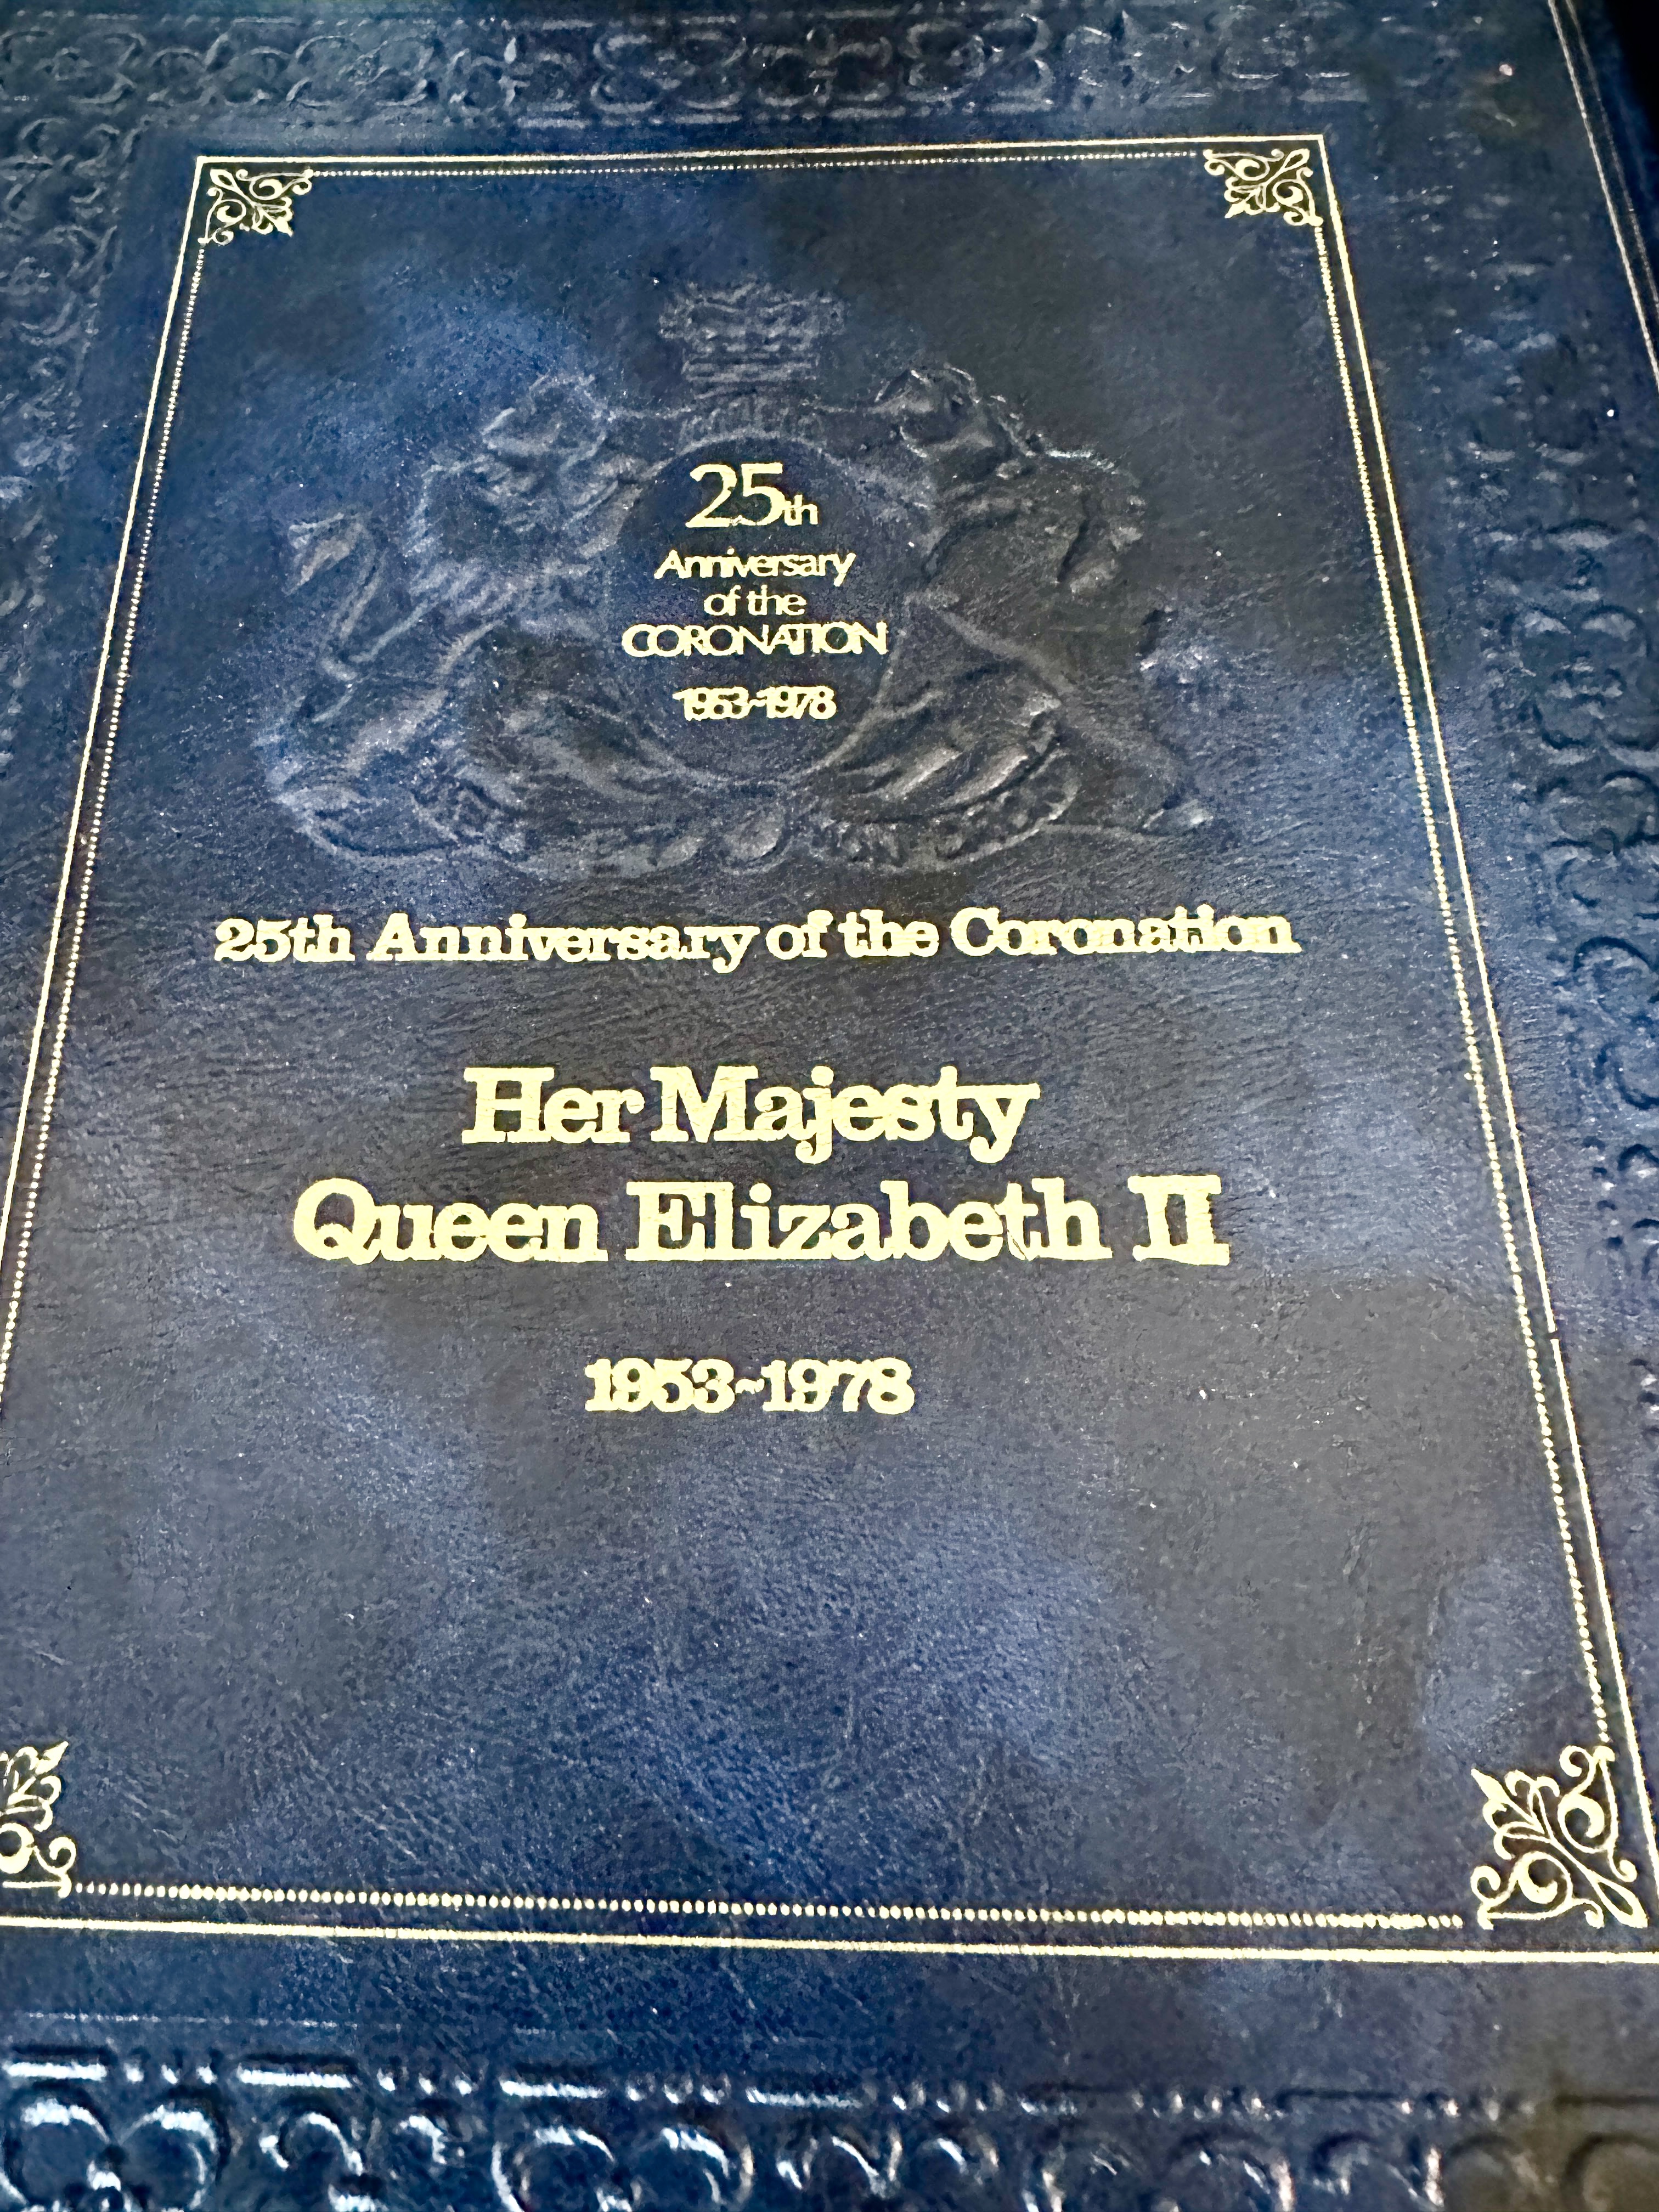 25th
Anniversary
of the
CORONATION
1953-1978
25th Anniversary of the Coronation
Her Majesty
Queen Elizabeth II
1953~1978